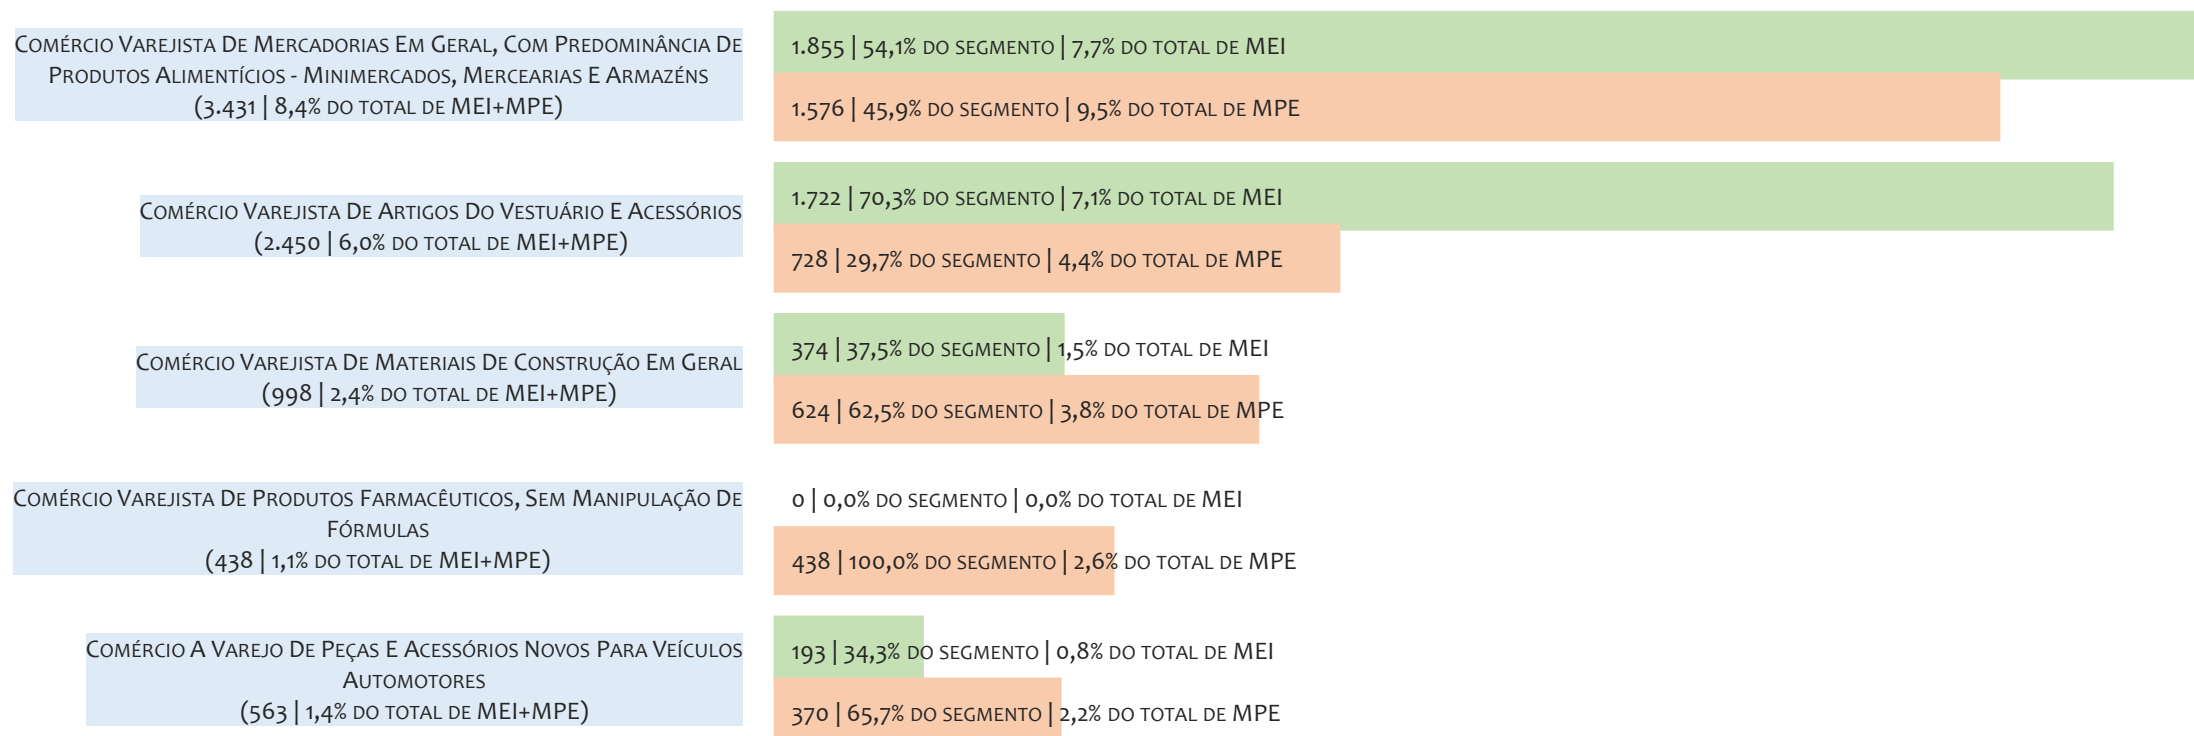 Comércio Varejista De Mercadorias Em Geral, Com Predominância De
Produtos Alimentícios - Minimercados, Mercearias E Armazéns
(3.431 | 8,4% do total de MEI+MPE)
1.855 | 54,1% do segmento | 7,7% do total de MEI
1.576 | 45,9% do segmento | 9,5% do total de MPE
Comércio Varejista De Artigos Do Vestuário E Acessórios
(2.450 | 6,0% do total de MEI+MPE)
1.722 | 70,3% do segmento | 7,1% do total de MEI
728 | 29,7% do segmento | 4,4% do total de MPE
Comércio Varejista De Materiais De Construção Em Geral
(998 | 2,4% do total de MEI+MPE)
374 | 37,5% do segmento | 1,5% do total de MEI
624 | 62,5% do segmento | 3,8% do total de MPE
Comércio Varejista De Produtos Farmacêuticos, Sem Manipulação De
Fórmulas
(438 | 1,1% do total de MEI+MPE)
0 | 0,0% do segmento | 0,0% do total de MEI
438 | 100,0% do segmento | 2,6% do total de MPE
Comércio A Varejo De Peças E Acessórios Novos Para Veículos
Automotores
(563 | 1,4% do total de MEI+MPE)
193 | 34,3% do segmento | 0,8% do total de MEI
370 | 65,7% do segmento | 2,2% do total de MPE